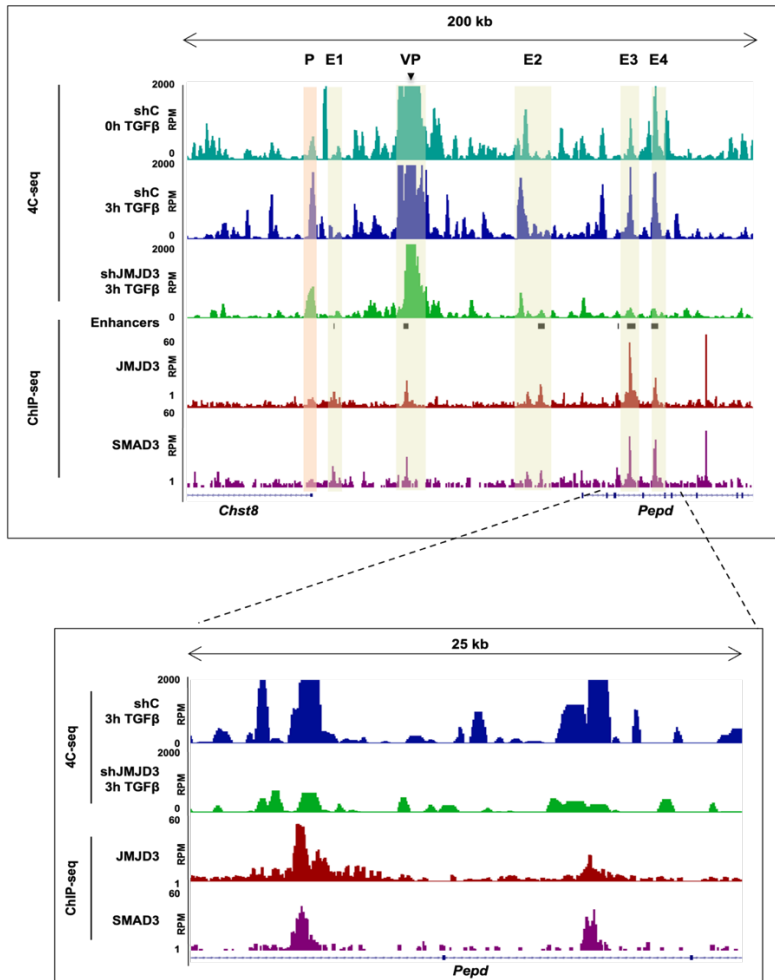 200 kb
P E1 VP E2 E3 E4
4C-seq
shC
0h TGFβ
2000
RPM
0
shC
3h TGFβ
2000
RPM
0
shJMJD3
3h TGFβ
2000
RPM
0
Enhancers
ChIP-seq
JMJD3
60
RPM
1
SMAD3
60
RPM
1
Chst8 Pepd
25 kb
4C-seq
shC
3h TGFβ
2000
RPM
0
shJMJD3
3h TGFβ
2000
RPM
0
ChIP-seq
JMJD3
60
RPM
1
SMAD3
60
RPM
1
Pepd